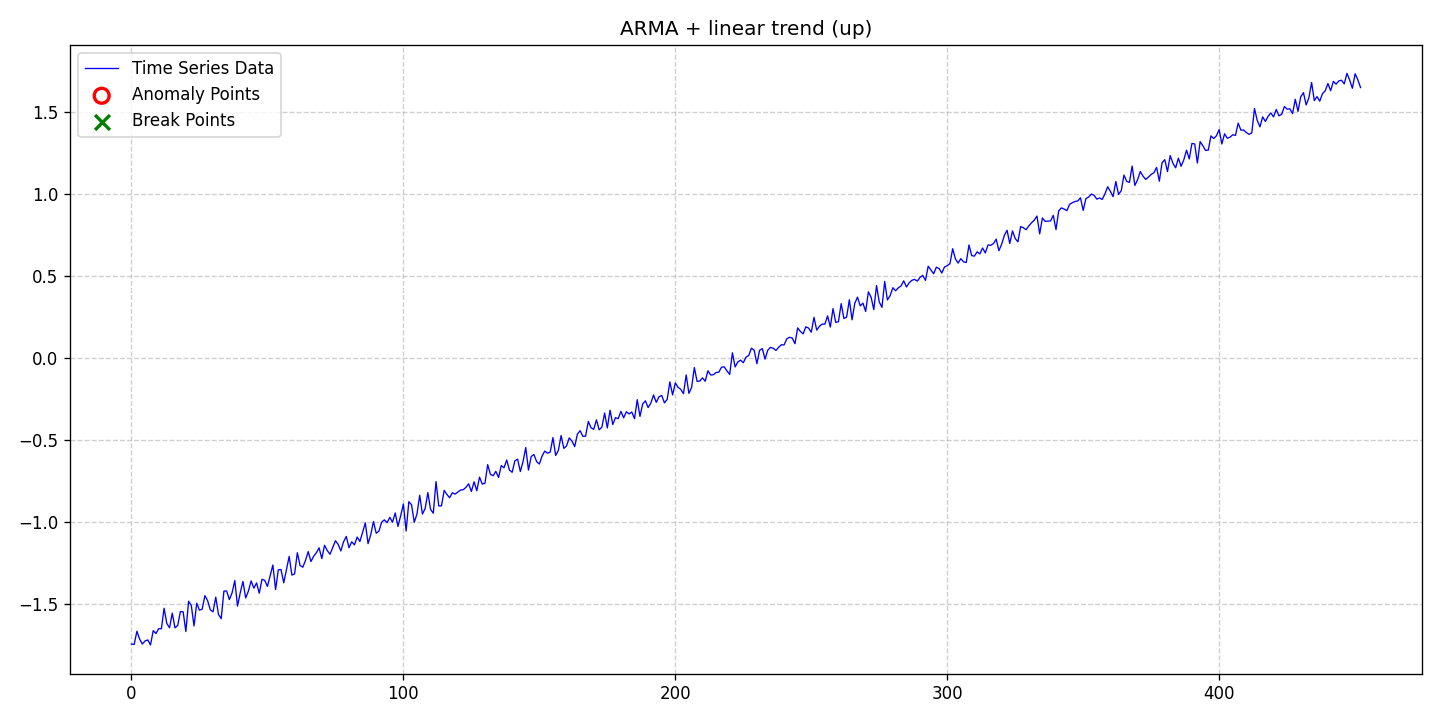 ARMA + linear trend (up)
Time Series Data
Anomaly Points
Break Points
1.5
1.0
0.5
0.0
−0.5
−1.0
−1.5
0 100 200 300 400